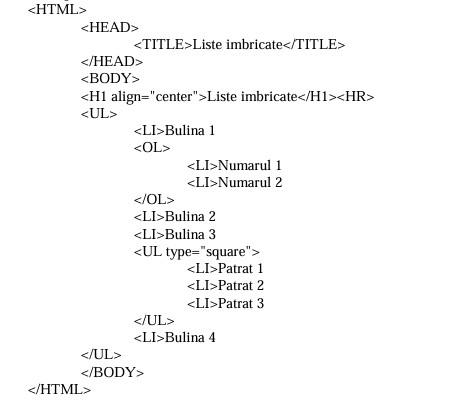 <HTML>
<HEAD>
<TITLE>Liste imbricate</TITLE>
</HEAD>
<BODY>
<H1 align="center">Liste imbricate</H1><HR>
<UL>
<LI>Bulina 1
<OL>
<LI>Numarul 1
<LI>Numarul 2
</OL>
<LI>Bulina 2
<LI>Bulina 3
<UL type="square">
<LI>Patrat 1
<LI>Patrat 2
<LI>Patrat 3
</UL>
<LI>Bulina 4
</UL>
</BODY>
</HTML>